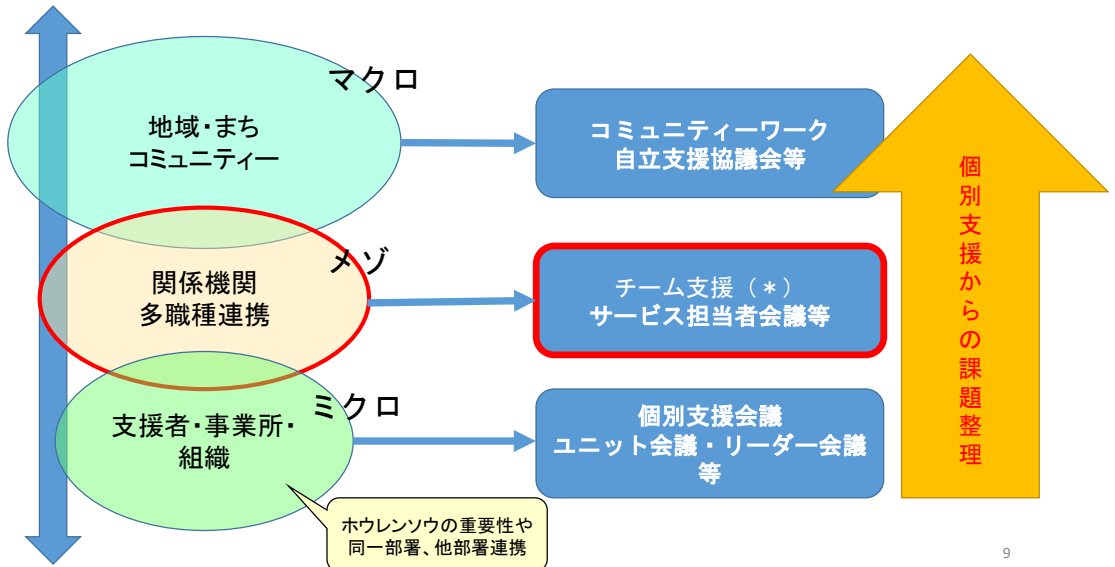 マクロ
地域・まち
コミュニティー
コミュニティーワーク
自立支援協議会等
メゾ
関係機関
多職種連携
チーム支援（＊）
サービス担当者会議等
ミクロ
支援者・事業所・
組織
個別支援会議
ユニット会議・リーダー会議
等
ホウレンソウの重要性や
同一部署、他部署連携
個別支援からの課題整理
9